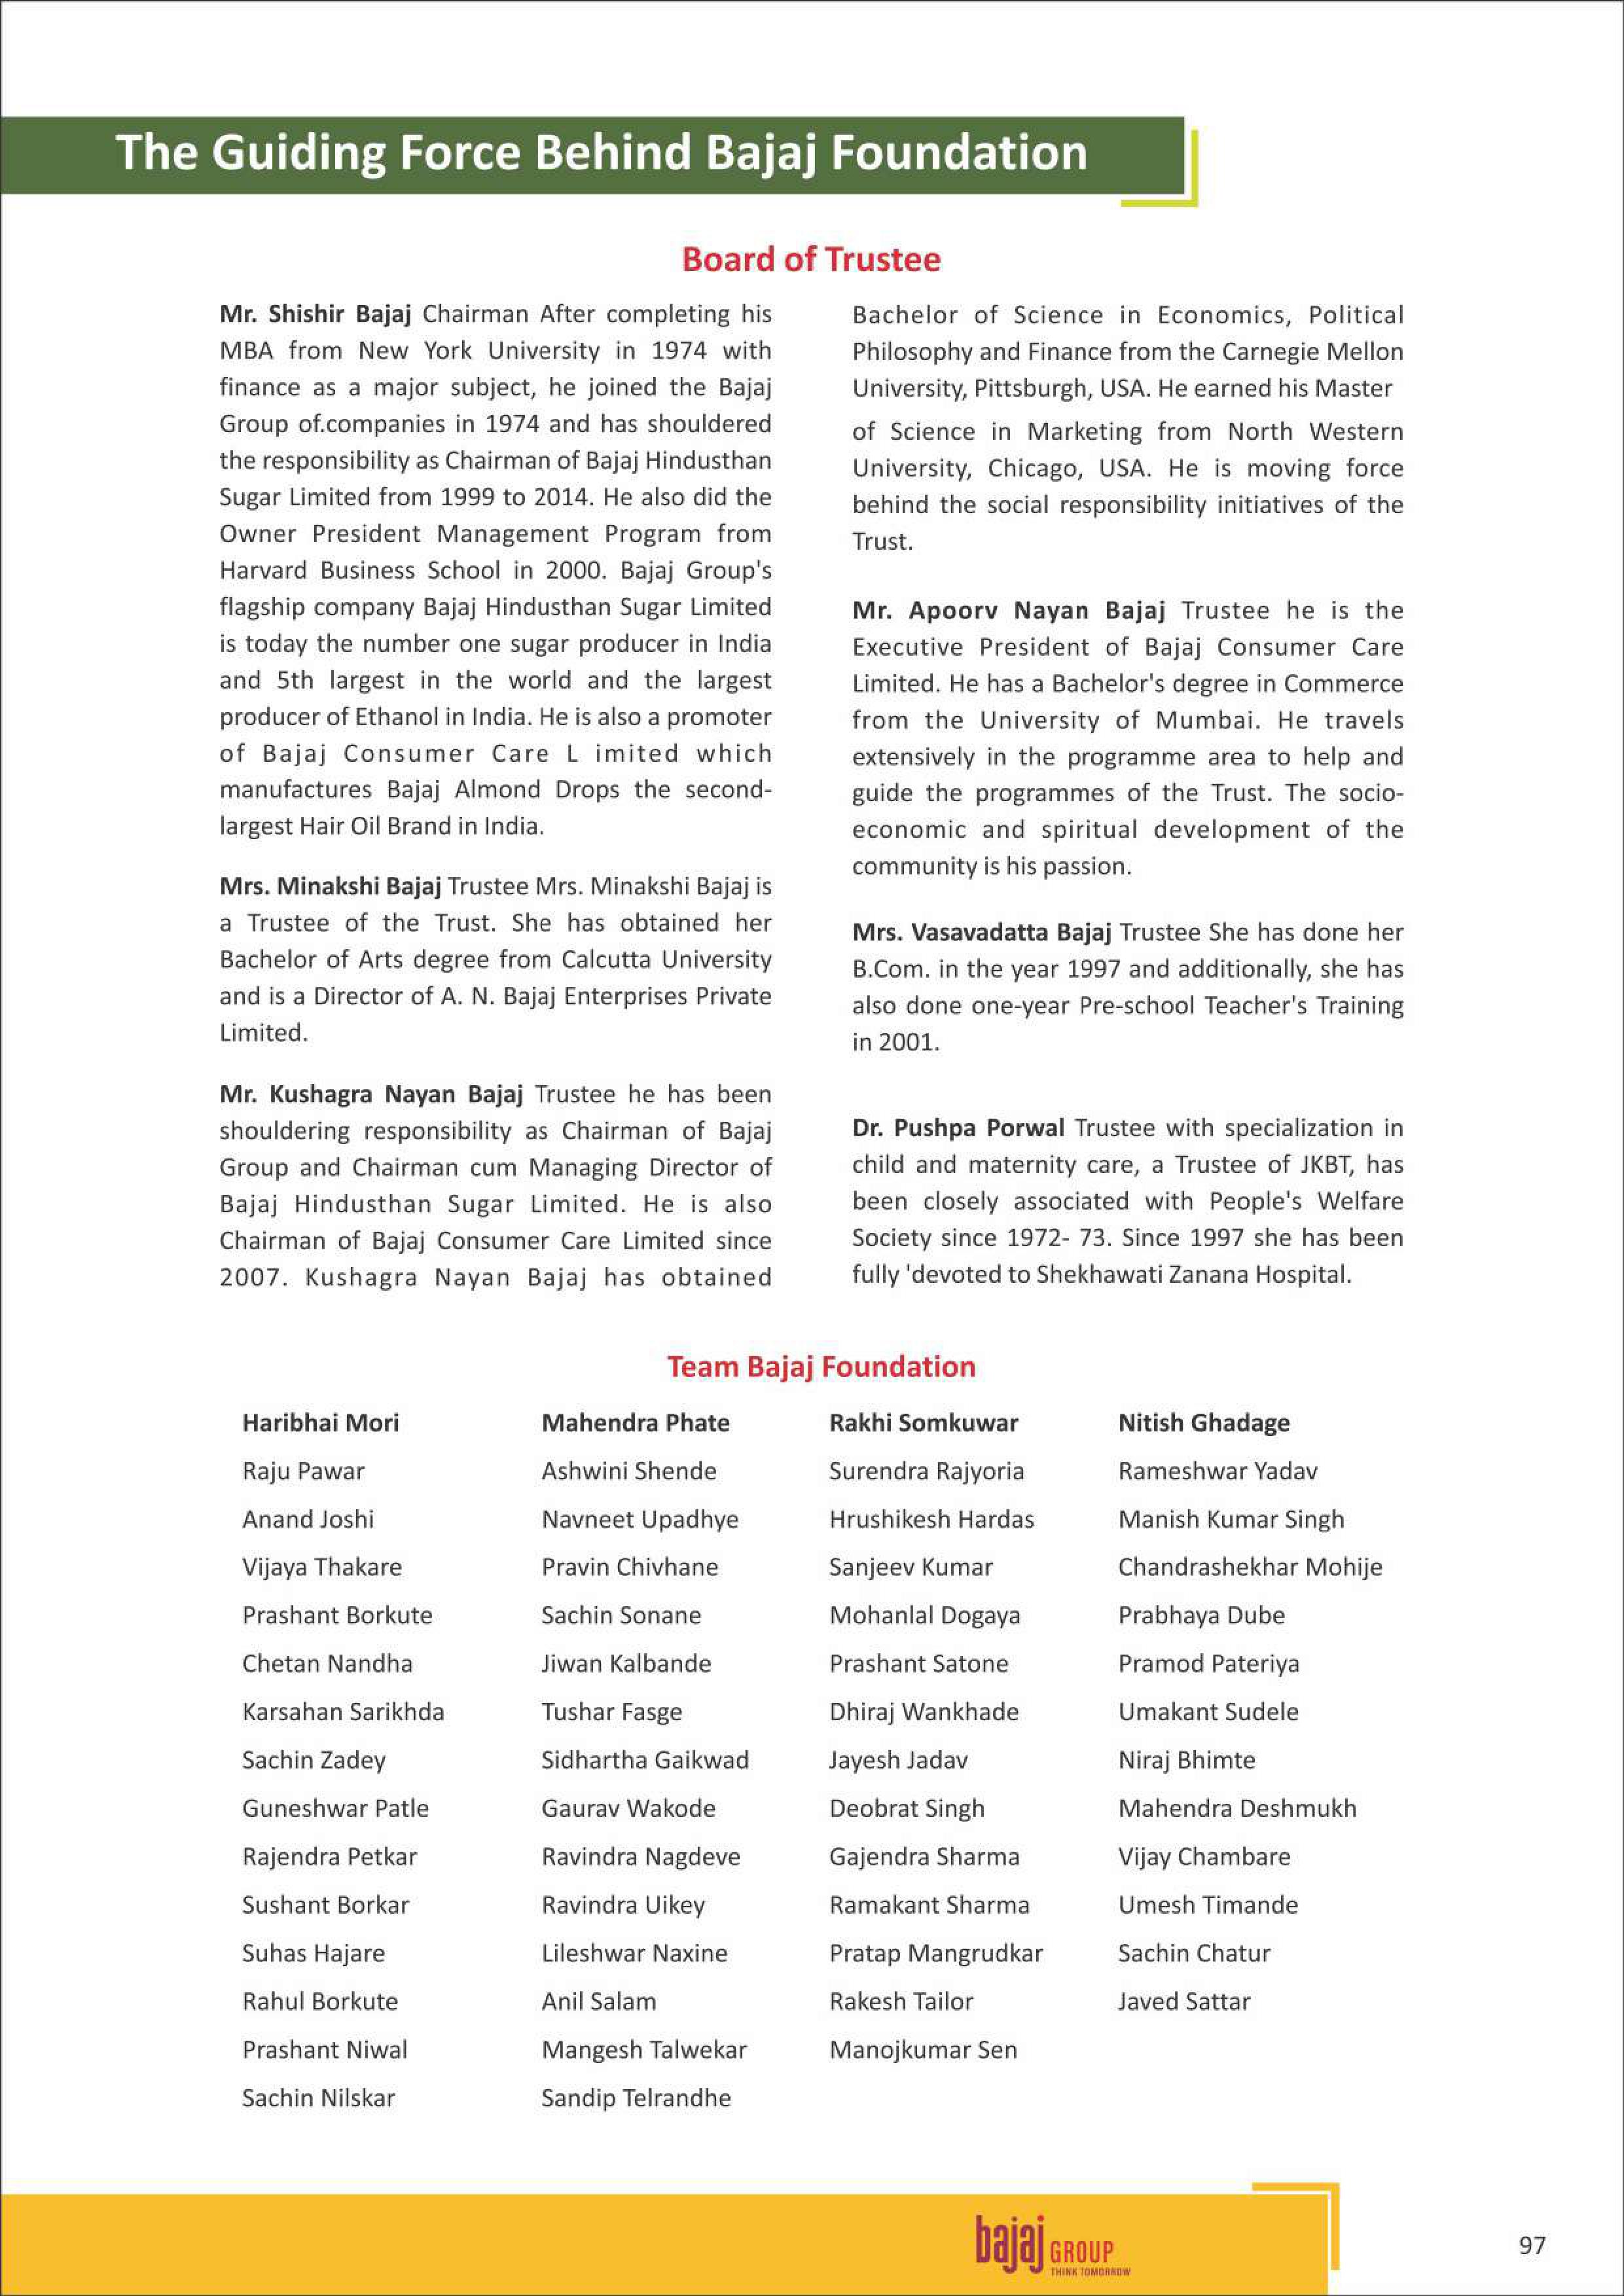 The Guiding Force Behind Bajaj Foundation
Board of Trustee
Mr. Shishir Bajaj Chairman After completing his
MBA from New York University in 1974 with
finance as a major subject, he joined the Bajaj
Group of.companies in 1974 and has shouldered
the responsibility as Chairman of Bajaj Hindusthan
Sugar Limited from 1999 to 2014. He also did the
Owner President Management Program from
Harvard Business School in 2000. Bajaj Group's
flagship company Bajaj Hindusthan Sugar Limited
is today the number one sugar producer in India
and 5th largest in the world and the largest
producer of Ethanol in India. He is also a promoter
of Bajaj Consumer Care L imited which
manufactures Bajaj Almond Drops the second-
largest Hair Oil Brand in India.
Mrs. Minakshi Bajaj Trustee Mrs. Minakshi Bajaj is
a Trustee of the Trust. She has obtained her
Bachelor of Arts degree from Calcutta University
and is a Director of A. N. Bajaj Enterprises Private
Limited.
Mr. Kushagra Nayan Bajaj Trustee he has been
shouldering responsibility as Chairman of Bajaj
Group and Chairman cum Managing Director of
Bajaj Hindusthan Sugar Limited. He is also
Chairman of Bajaj Consumer Care Limited since
2007. Kushagra Nayan Bajaj has obtained
Bachelor of Science in Economics, Political
Philosophy and Finance from the Carnegie Mellon
University, Pittsburgh, USA. He earned his Master
of Science in Marketing from North Western
University, Chicago, USA. He is moving force
behind the social responsibility initiatives of the
Trust.
Mr. Apoorv Nayan Bajaj Trustee he is the
Executive President of Bajaj Consumer Care
Limited. He has a Bachelor's degree in Commerce
from the University of Mumbai. He travels
extensively in the programme area to help and
guide the programmes of the Trust. The socio-
economic and spiritual development of the
community is his passion.
Mrs. Vasavadatta Bajaj Trustee She has done her
B.Com. in the year 1997 and additionally, she has
also done one-year Pre-school Teacher's Training
in 2001.
Dr. Pushpa Porwal Trustee with specialization in
child and maternity care, a Trustee of JKBT, has
been closely associated with People's Welfare
Society since 1972- 73. Since 1997 she has been
fully 'devoted to Shekhawati Zanana Hospital.
Team Bajaj Foundation
Haribhai Mori
Raju Pawar
Anand Joshi
Vijaya Thakare
Prashant Borkute
Chetan Nandha
Karsahan Sarikhda
Sachin Zadey
Guneshwar Patle
Rajendra Petkar
Sushant Borkar
Suhas Hajare
Rahul Borkute
Prashant Niwal
Sachin Nilskar
Mahendra Phate
Ashwini Shende
Navneet Upadhye
Pravin Chivhane
Sachin Sonane
Jiwan Kalbande
Tushar Fasge
Sidhartha Gaikwad
Gaurav Wakode
Ravindra Nagdeve
Ravindra Uikey
Lileshwar Naxine
Anil Salam
Mangesh Talwekar
Sandip Telrandhe
Rakhi Somkuwar
Surendra Rajyoria
Hrushikesh Hardas
Sanjeev Kumar
Mohanlal Dogaya
Prashant Satone
Dhiraj Wankhade
Jayesh Jadav
Deobrat Singh
Gajendra Sharma
Ramakant Sharma
Pratap Mangrudkar
Rakesh Tailor
Manojkumar Sen
Nitish Ghadage
Rameshwar Yadav
Manish Kumar Singh
Chandrashekhar Mohije
Prabhaya Dube
Pramod Pateriya
Umakant Sudele
Niraj Bhimte
Mahendra Deshmukh
Vijay Chambare
Umesh Timande
Sachin Chatur
Javed Sattar
bajaj GROUP
THINK TOMORROW
97